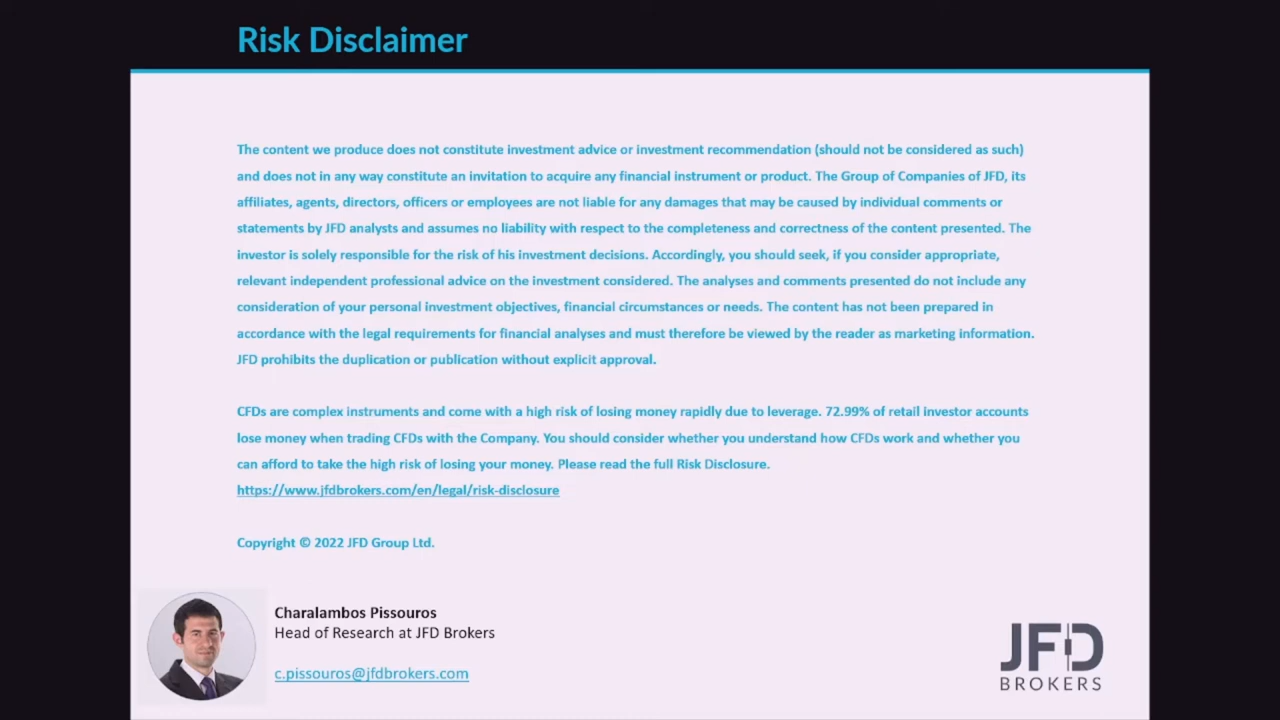 Risk Disclaimer
The content we produce does not constitute investment advice or investment recommendation (should not be considered as such)
and does not in any way constitute an invitation to acquire any financial instrument or product. The Group of Companies of JFD, its
affiliates, agents, directors, officers or employees are not liable for any damages that may be caused by individual comments or
statements by JFD analysts and assumes no liability with respect to the completeness and correctness of the content presented. The
investor is solely responsible for the risk of his investment decisions. Accordingly, you should seek, if you consider appropriate,
relevant independent professional advice on the investment considered. The analyses and comments presented do not include any
consideration of your personal investment objectives, financial circumstances or needs. The content has not been prepared in
accordance with the legal requirements for financial analyses and must therefore be viewed by the reader as marketing information.
JFD prohibits the duplication or publication without explicit approval.
CFDs are complex instruments and come with a high risk of losing money rapidly due to leverage. 72.99% of retail investor accounts
lose money when trading CFDs with the Company. You should consider whether you understand how CFDs work and whether you
can afford to take the high risk of losing your money. Please read the full Risk Disclosure.
https://www.jfdbrokers.com/en/legal/risk-disclosure
Copyright © 2022 JFD Group Ltd.
Charalambos Pissouros
Head of Research at JFD Brokers
c.pissouros@jfdbrokers.com
JFD
BROKERS